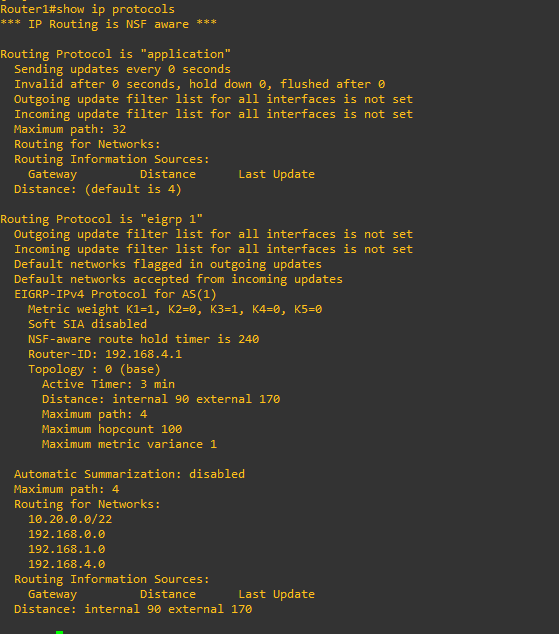 Router1#show ip protocols
*** IP Routing is NSF aware ***
Routing Protocol is "application"
Sending updates every 0 seconds
Invalid after 0 seconds, hold down 0, flushed after 0
Outgoing update filter list for all interfaces is not set
Incoming update filter list for all interfaces is not set
Maximum path: 32
Routing for Networks:
Routing Information Sources:
Gateway Distance Last Update
Distance: (default is 4)
Routing Protocol is "eigrp 1"
Outgoing update filter list for all interfaces is not set
Incoming update filter list for all interfaces is not set
Default networks flagged in outgoing updates
Default networks accepted from incoming updates
EIGRP-IPv4 Protocol for AS(1)
Metric weight K1=1, K2=0, K3=1, K4=0, K5=0
Soft SIA disabled
NSF-aware route hold timer is 240
Router-ID: 192.168.4.1
Topology : 0 (base)
Active Timer: 3 min
Distance: internal 90 external 170
Maximum path: 4
Maximum hopcount 100
Maximum metric variance 1
Automatic Summarization: disabled
Maximum path: 4
Routing for Networks:
10.20.0.0/22
192.168.0.0
192.168.1.0
192.168.4.0
Routing Information Sources:
Gateway Distance Last Update
Distance: internal 90 external 170